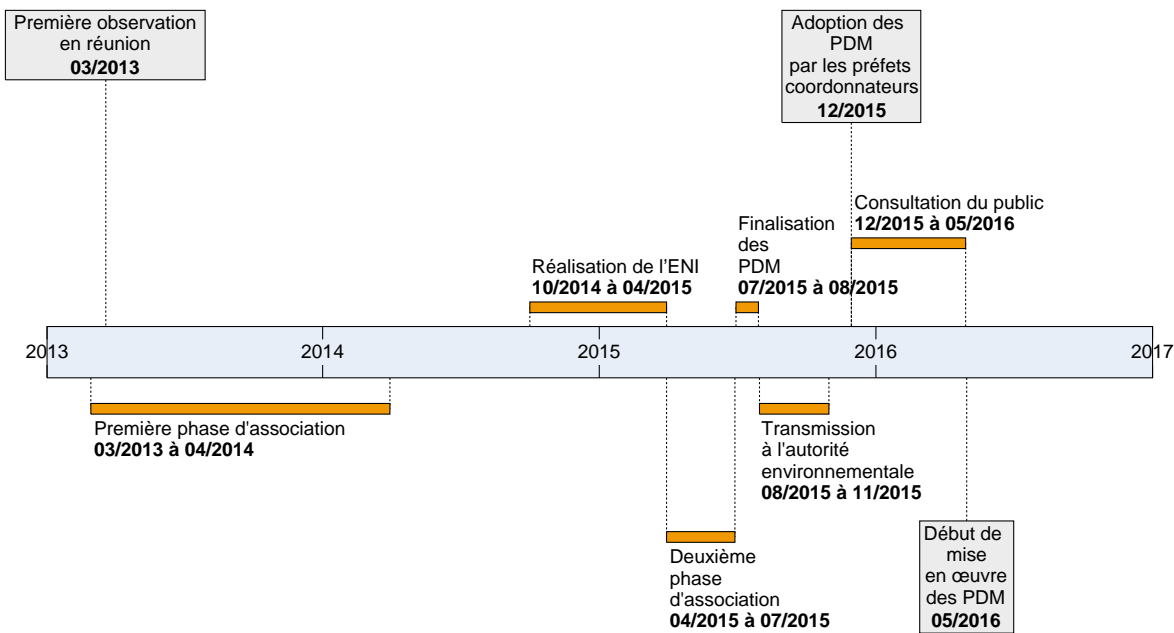 Première observation
en réunion
03/2013
Adoption des
PDM
par les préfets
coordonnateurs
12/2015
Consultation du public
12/2015 à 05/2016
Finalisation
des
PDM
07/2015 à 08/2015
Réalisation de l'ENI
10/2014 à 04/2015
2013
2014
2015
2016
2017
Première phase d'association
03/2013 à 04/2014
Transmission
à l'autorité
environnementale
08/2015 à 11/2015
Deuxième
phase
d'association
04/2015 à 07/2015
Début de
mise
en œuvre
des PDM
05/2016